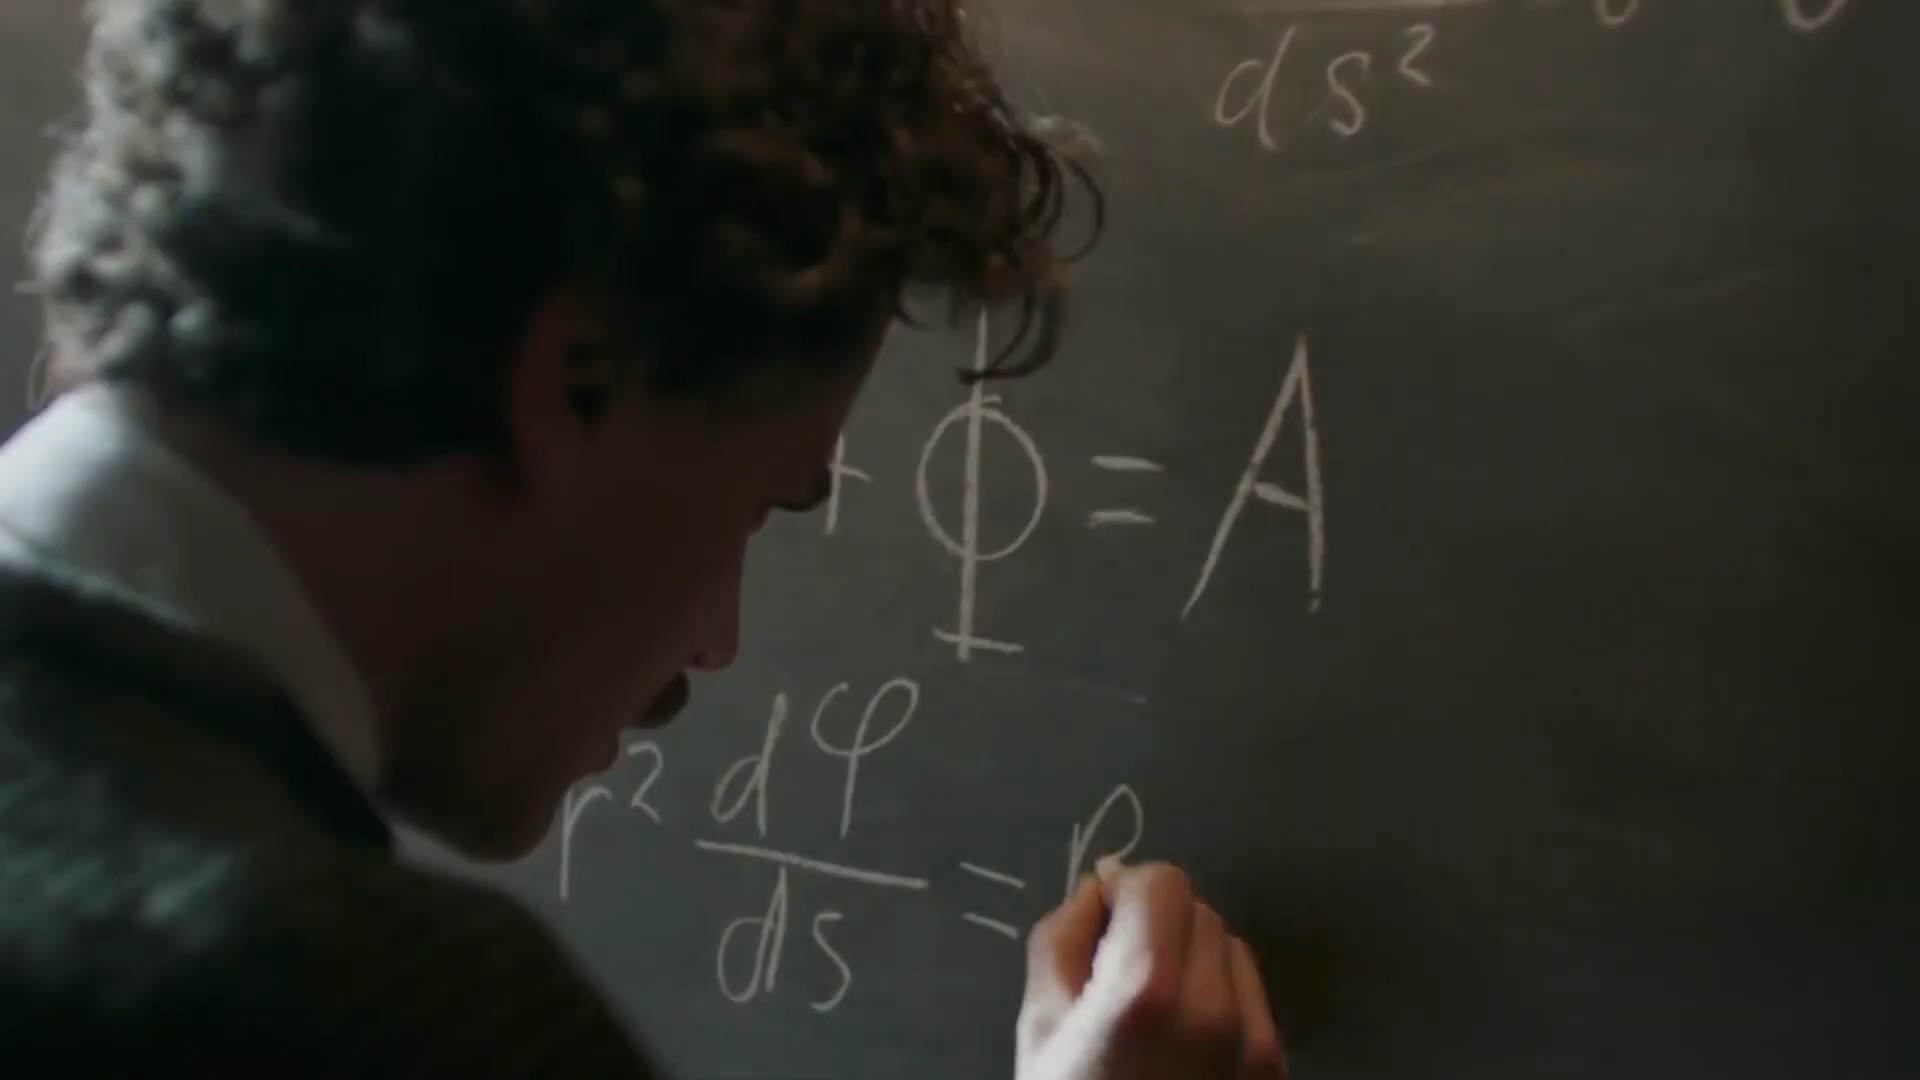 ds²
+ Φ = A
r² dφ/ds =